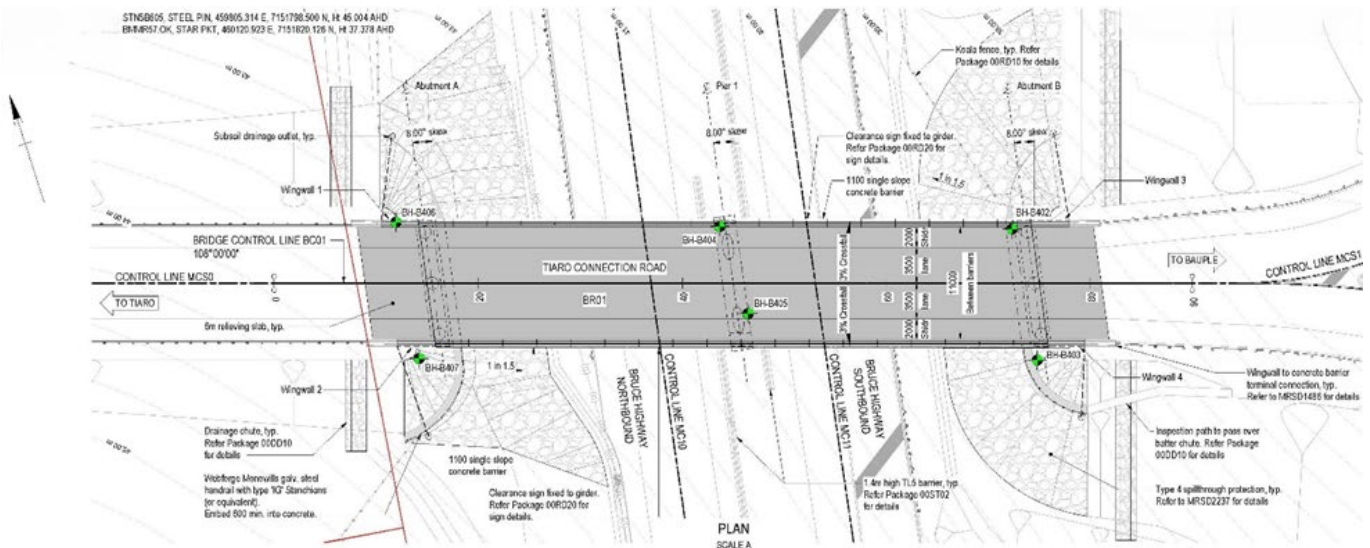 STN5B605, STEEL PIN, 459805.314 E, 7151798.500 N, Ht 45.004 AHD
BMMR57.OK, STAR PKT, 460120.923 E, 7151620.126 N, Ht 37.378 AHD
Koala fence, typ. Refer
Package 00RD10 for
details
Abutment A
Pier 1
Abutment B
Subsoil drainage outlet, typ.
8.00° skew
8.00° skew
8.00° skew
Clearance sign fixed to girder.
Refer Package 00RD20 for
sign details.
1100 single slope
concrete barrier
1 in 1.5
Wingwall 1
Wingwall 3
BH-B406
BH-B404
BH-B402
BRIDGE CONTROL LINE BC01
106°00'00"
CONTROL LINE MCS0
TO TIARO
TIARO CONNECTION ROAD
BR01
0
20
40
60
80
90
3% Crossfall
3% Crossfall
2000
Shldr
3500
lane
3500
lane
2000
Shldr
11000
Between barriers
TO BAUPLE
CONTROL LINE MCS1
BH-B405
6m relieving slab, typ.
Wingwall 2
BH-B407
1 in 1.5
BRUCE HIGHWAY
NORTHBOUND
CONTROL LINE MC10
CONTROL LINE MC11
BRUCE HIGHWAY
SOUTHBOUND
BH-B403
Wingwall 4
Wingwall to concrete barrier
terminal connection, typ.
Refer to MRSD1486 for details
Drainage chute, typ.
Refer Package 00DD10
for details
Webforge Monowills galv. steel
handrail with type 'IG' Stanchions
(or equivalent).
Embed 600 min. into concrete.
1100 single slope
concrete barrier
Clearance sign fixed to girder.
Refer Package 00RD20 for
sign details.
1.4m high TL5 barrier, typ.
Refer Package 00ST02
for details
Inspection path to pass over
batter chute. Refer Package
00DD10 for details
Type 4 spillthrough protection, typ.
Refer to MRSD2237 for details
PLAN
SCALE A